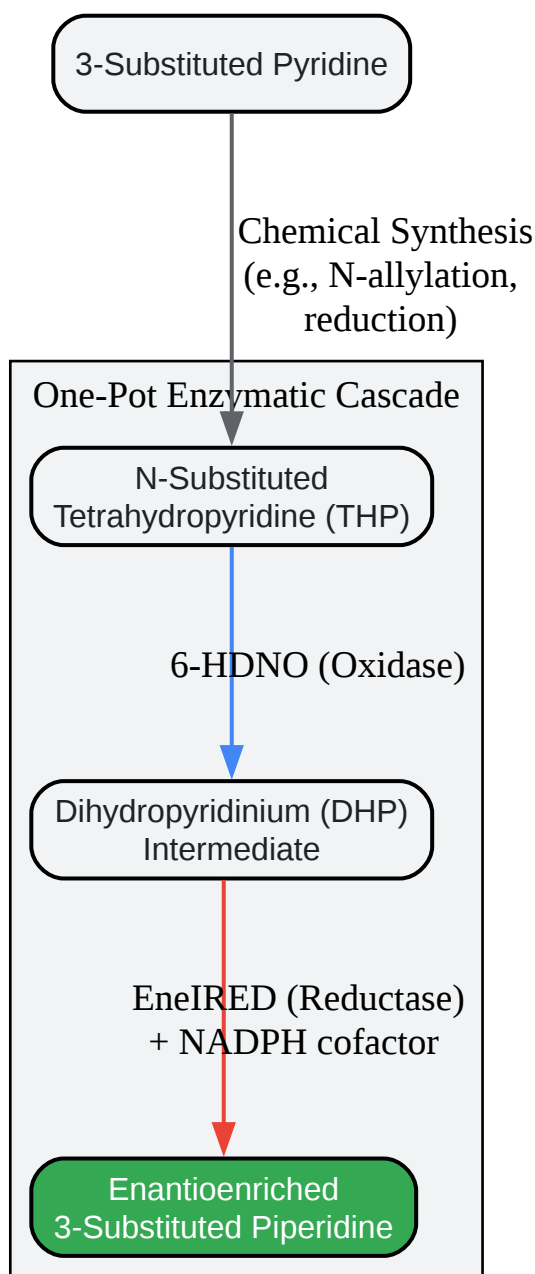 3-Substituted Pyridine
Chemical Synthesis
(e.g., N-allylation,
reduction)
One-Pot Enzymatic Cascade
N-Substituted
Tetrahydropyridine (THP)
6-HDNO (Oxidase)
Dihydropyridinium (DHP)
Intermediate
EneIRED (Reductase)
+ NADPH cofactor
Enantioenriched
3-Substituted Piperidine